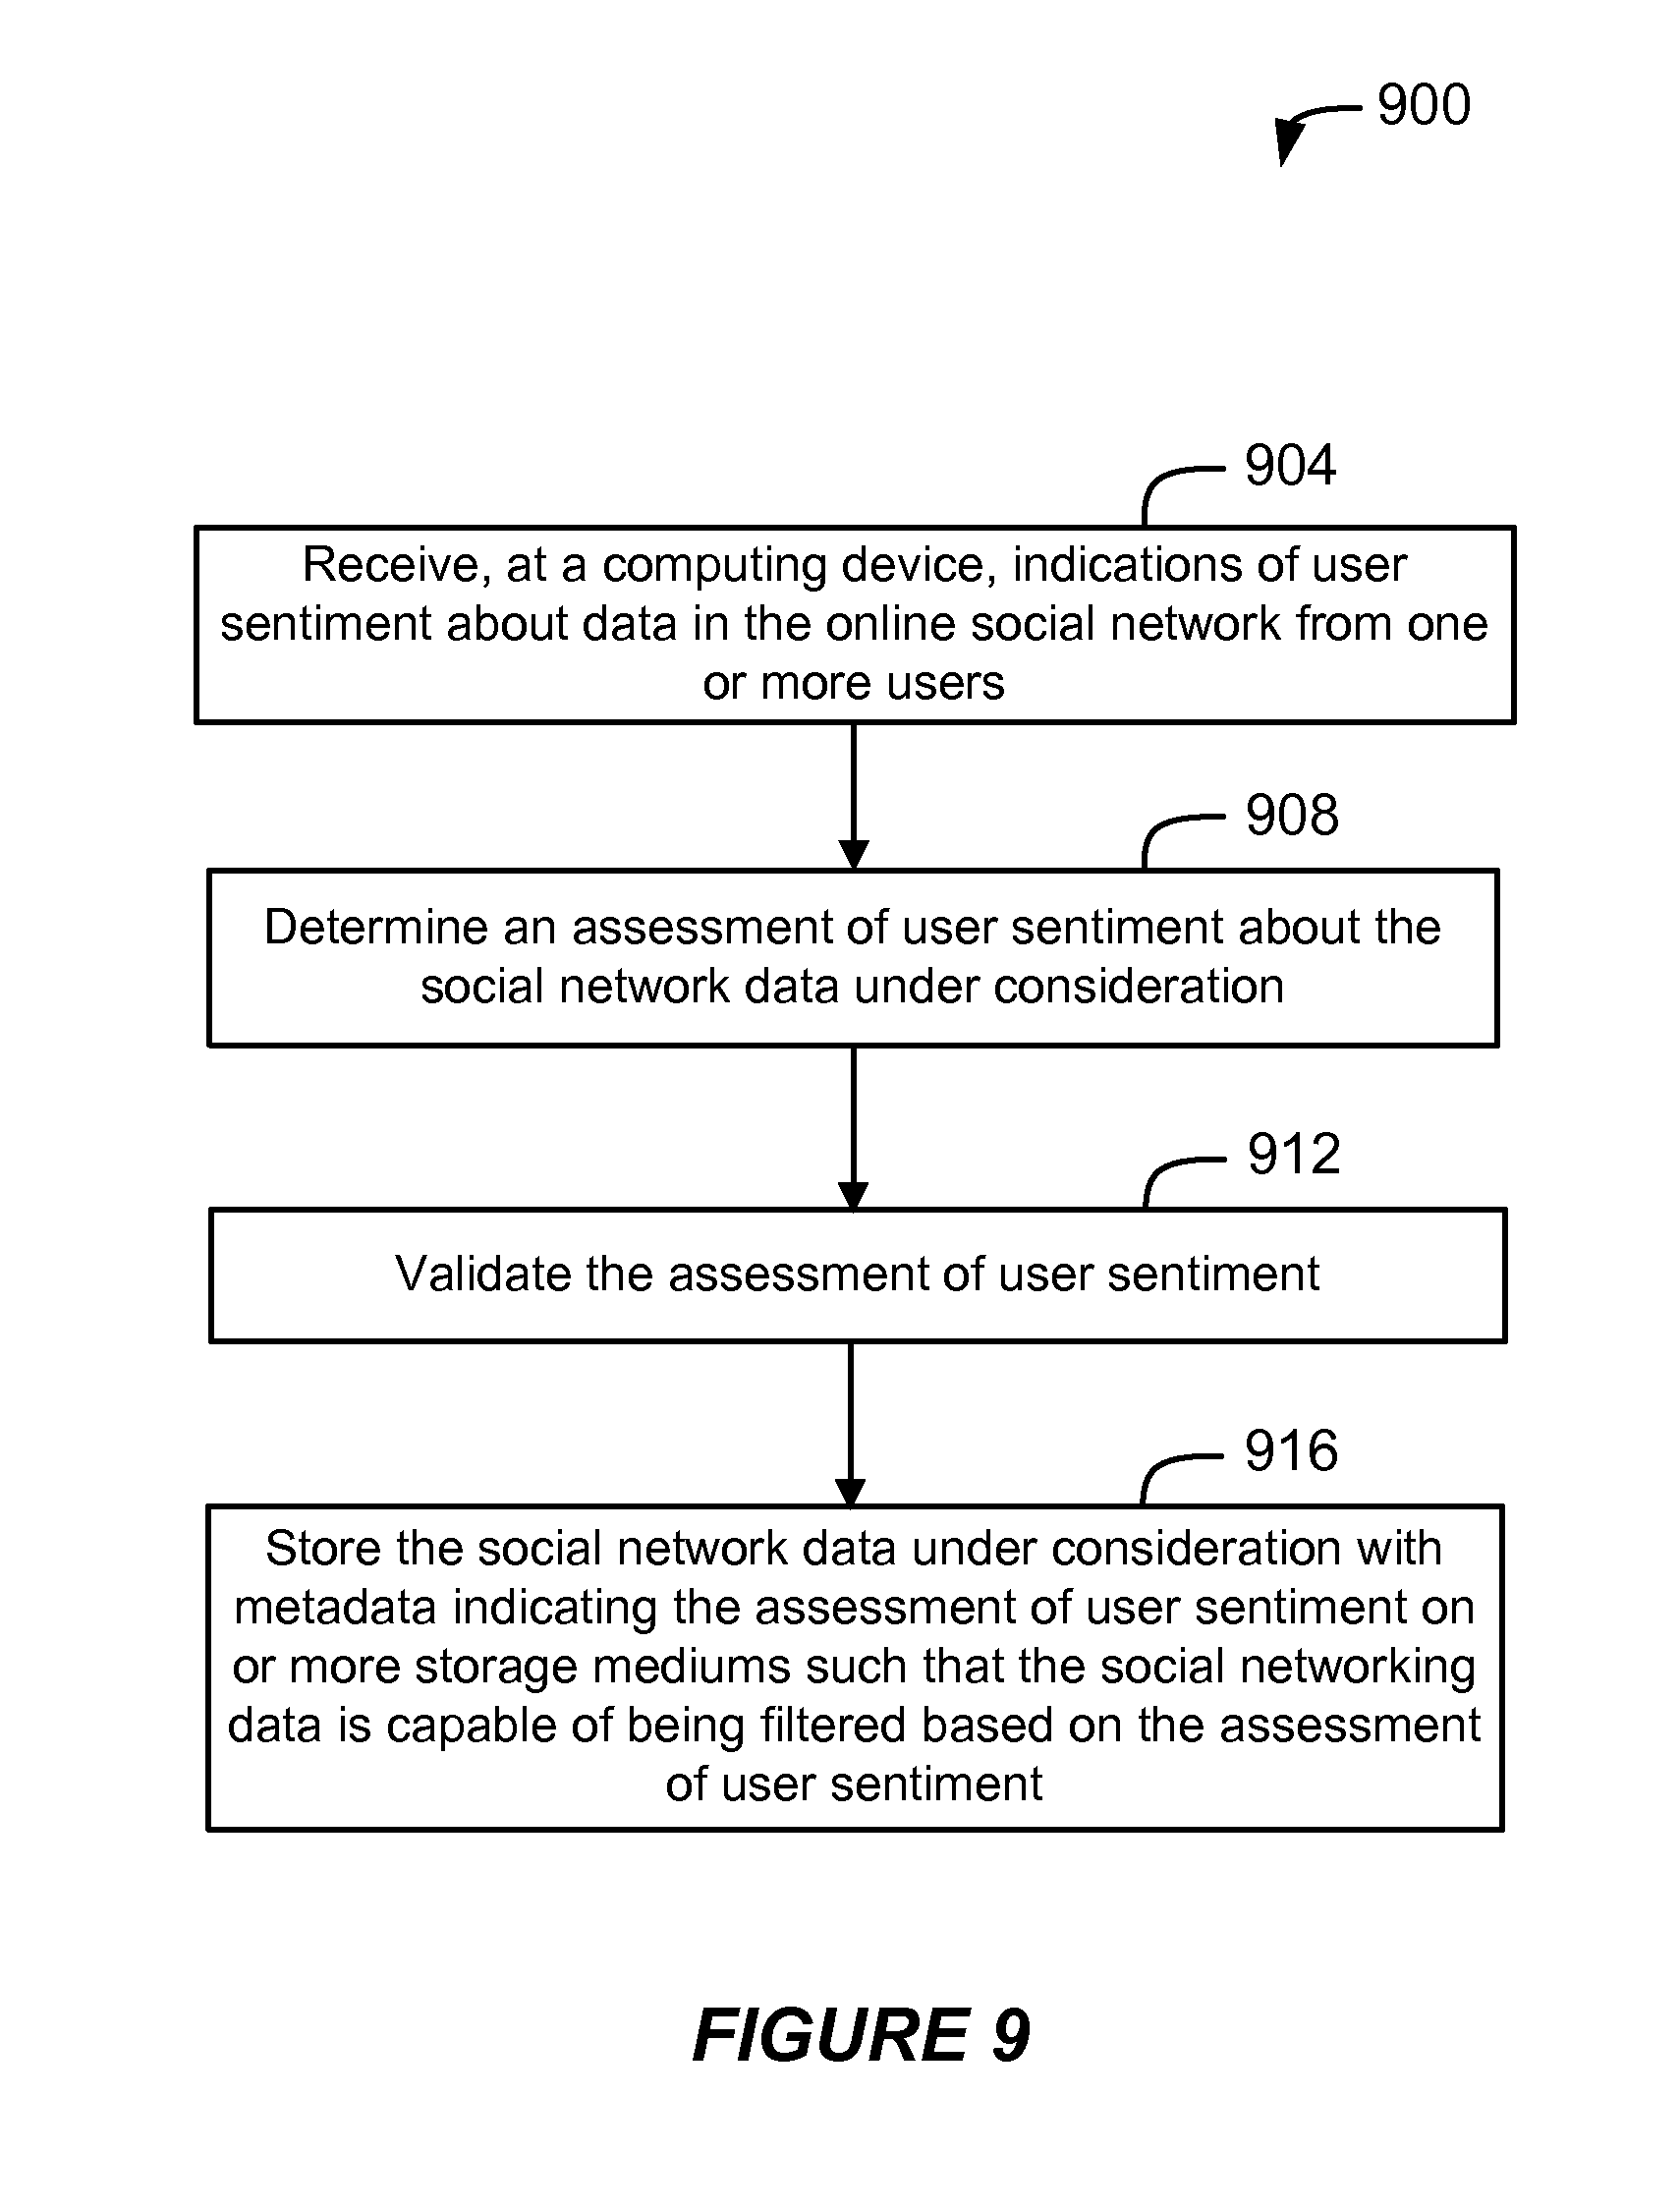 900
904
Receive, at a computing device, indications of user
sentiment about data in the online social network from one
or more users
908
Determine an assessment of user sentiment about the
social network data under consideration
912
Validate the assessment of user sentiment
916
Store the social network data under consideration with
metadata indicating the assessment of user sentiment on
or more storage mediums such that the social networking
data is capable of being filtered based on the assessment
of user sentiment
FIGURE 9